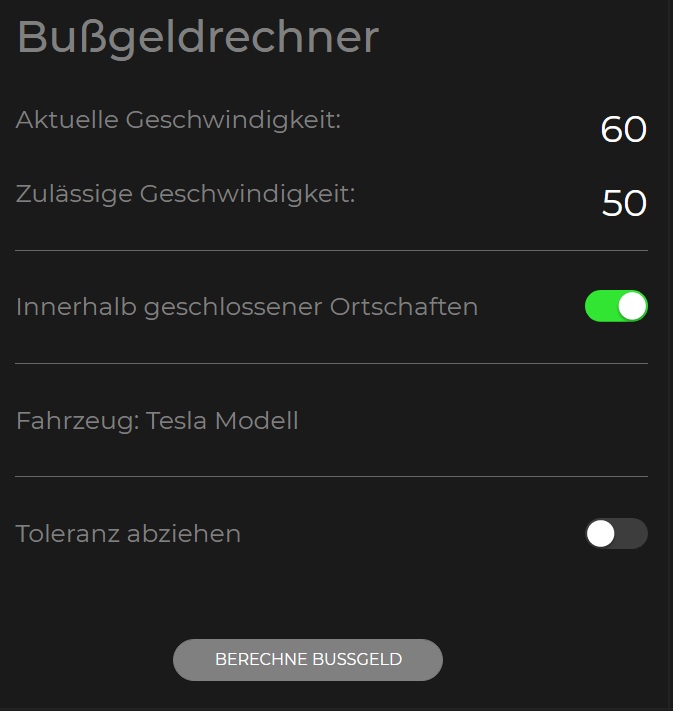 Bußgeldrechner
Aktuelle Geschwindigkeit:
60
Zulässige Geschwindigkeit:
50
Innerhalb geschlossener Ortschaften
Fahrzeug: Tesla Modell
Toleranz abziehen
BERECHNE BUSSGELD